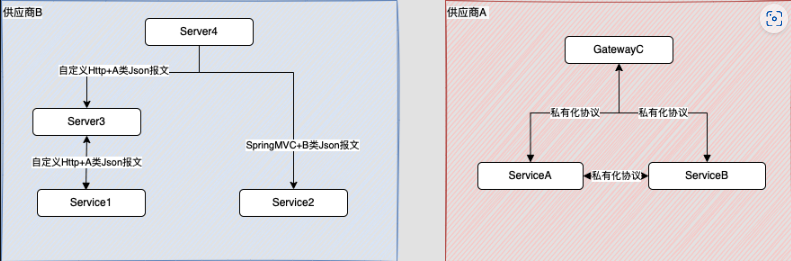 供应商B
Server4
自定义Http+A类Json报文
Server3
SpringMVC+B类Json报文
自定义Http+A类Json报文
Service1
Service2
供应商A
GatewayC
私有化协议
私有化协议
ServiceA
私有化协议
ServiceB